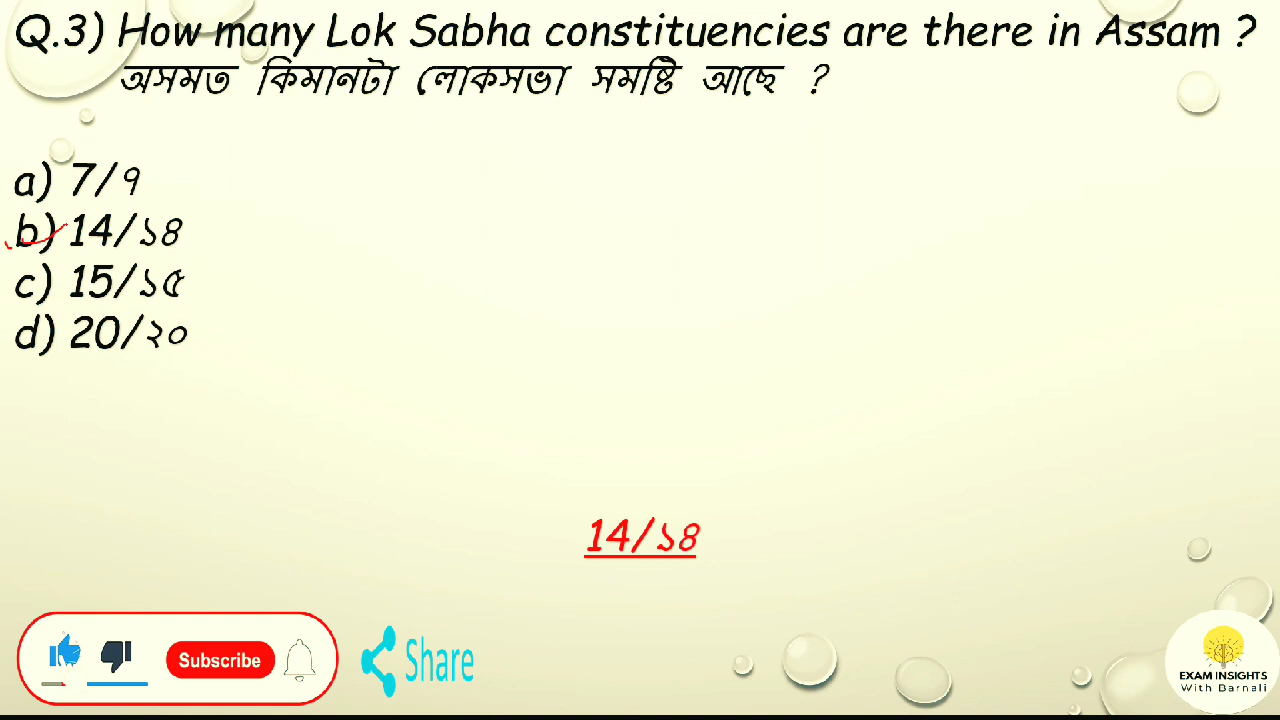 Q.3) How many Lok Sabha constituencies are there in Assam ?
অসমত কিমানটা লোকসভা সমষ্টি আছে ?
a) 7/৭
b) 14/১৪
c) 15/১৫
d) 20/২০
14/১৪
Subscribe
Share
EXAM INSIGHTS
With Barnali